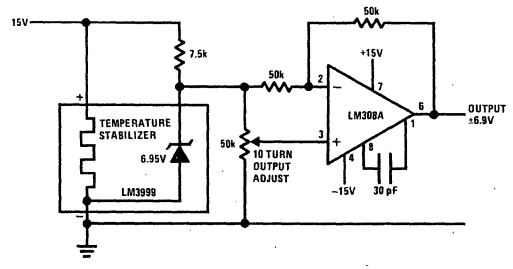 50k
15V
7.5k
+15V
50k
2
7
+
−
LM308A
6
OUTPUT
±6.9V
TEMPERATURE
STABILIZER
50k
3
+
1
6.95V
10 TURN
OUTPUT
ADJUST
4
8
LM3999
−15V
30 pF
−